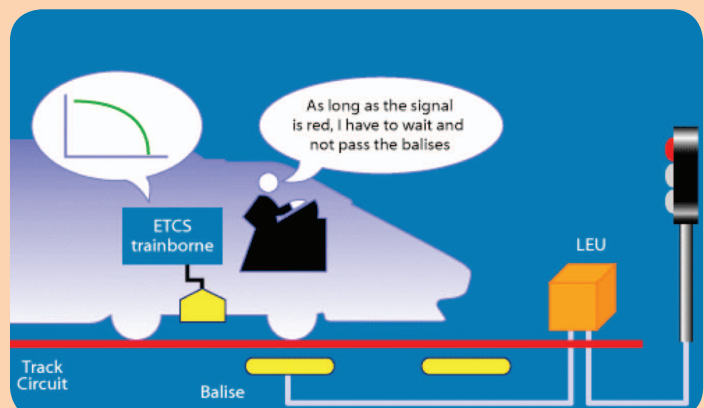 As long as the signal
is red, I have to wait and
not pass the balises
ETCS
trainborne
LEU
Track
Circuit
Balise